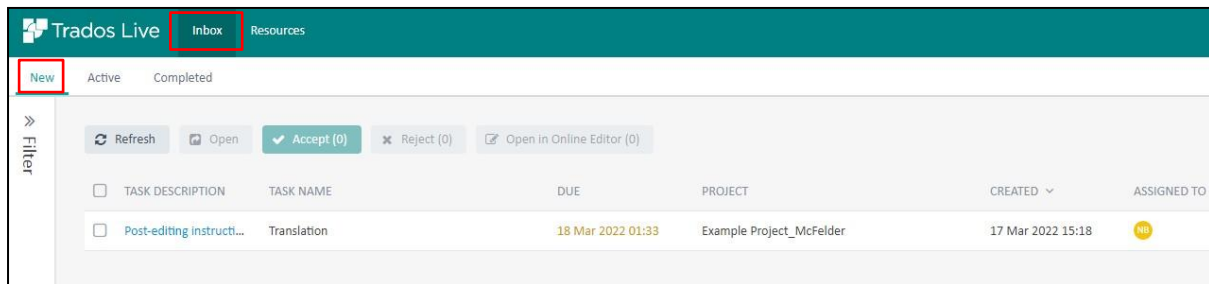 Trados Live Inbox Resources
New Active Completed
Filter
Refresh Open Accept (0) Reject (0) Open in Online Editor (0)
TASK DESCRIPTION TASK NAME DUE PROJECT CREATED ASSIGNED TO
Post-editing instructi... Translation 18 Mar 2022 01:33 Example Project_McFelder 17 Mar 2022 15:18 NB